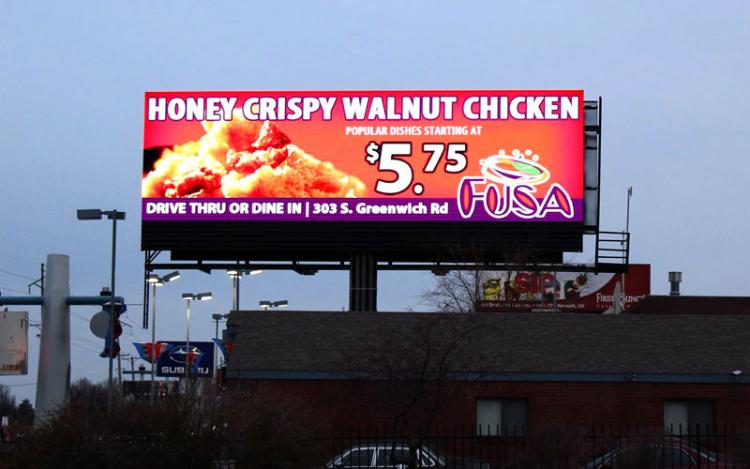 HONEY CRISPY WALNUT CHICKEN
POPULAR DISHES STARTING AT
$5.75
FUSA
DRIVE THRU OR DINE IN | 303 S. Greenwich Rd
SUBARU